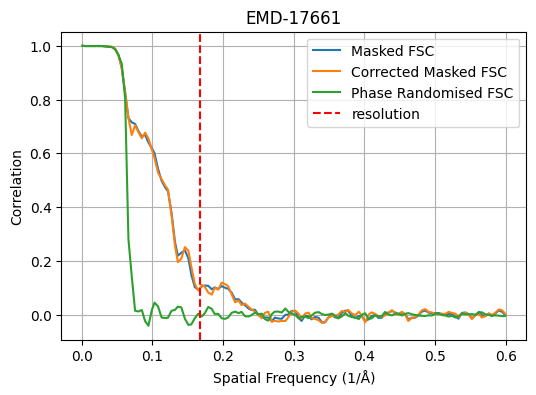 EMD-17661
Masked FSC
Corrected Masked FSC
Phase Randomised FSC
resolution
Correlation
1.0
0.8
0.6
0.4
0.2
0.0
0.0 0.1 0.2 0.3 0.4 0.5 0.6
Spatial Frequency (1/Å)